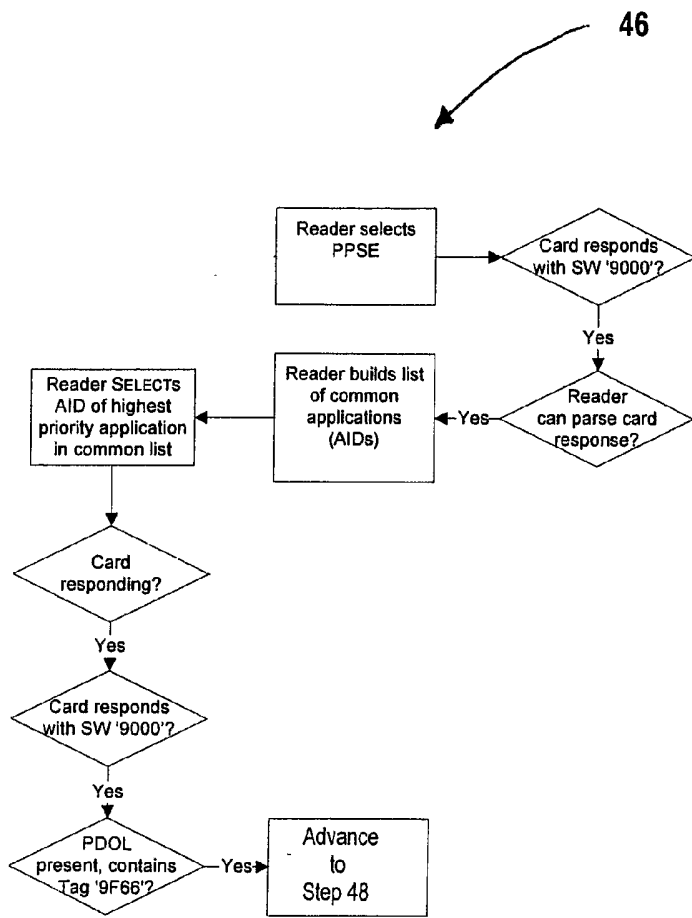 46
Reader selects
PPSE
Card responds
with SW '9000'?
Yes
Reader
can parse card
response?
Yes
Reader builds list
of common
applications
(AIDs)
Reader SELECTs
AID of highest
priority application
in common list
Card
responding?
Yes
Card responds
with SW '9000'?
Yes
PDOL
present, contains
Tag '9F66'?
Yes
Advance
to
Step 48